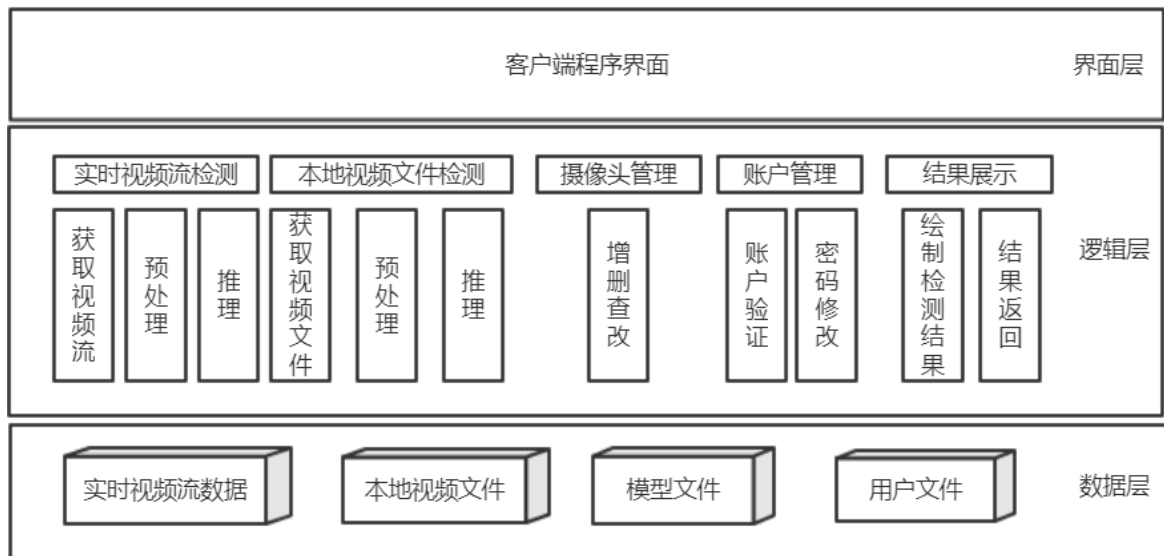 客户端程序界面
界面层
实时视频流检测
本地视频文件检测
摄像头管理
账户管理
结果展示
获取视频流
预处理
推理
获取视频文件
预处理
推理
增删查改
账户验证
密码修改
绘制检测结果
结果返回
逻辑层
实时视频流数据
本地视频文件
模型文件
用户文件
数据层